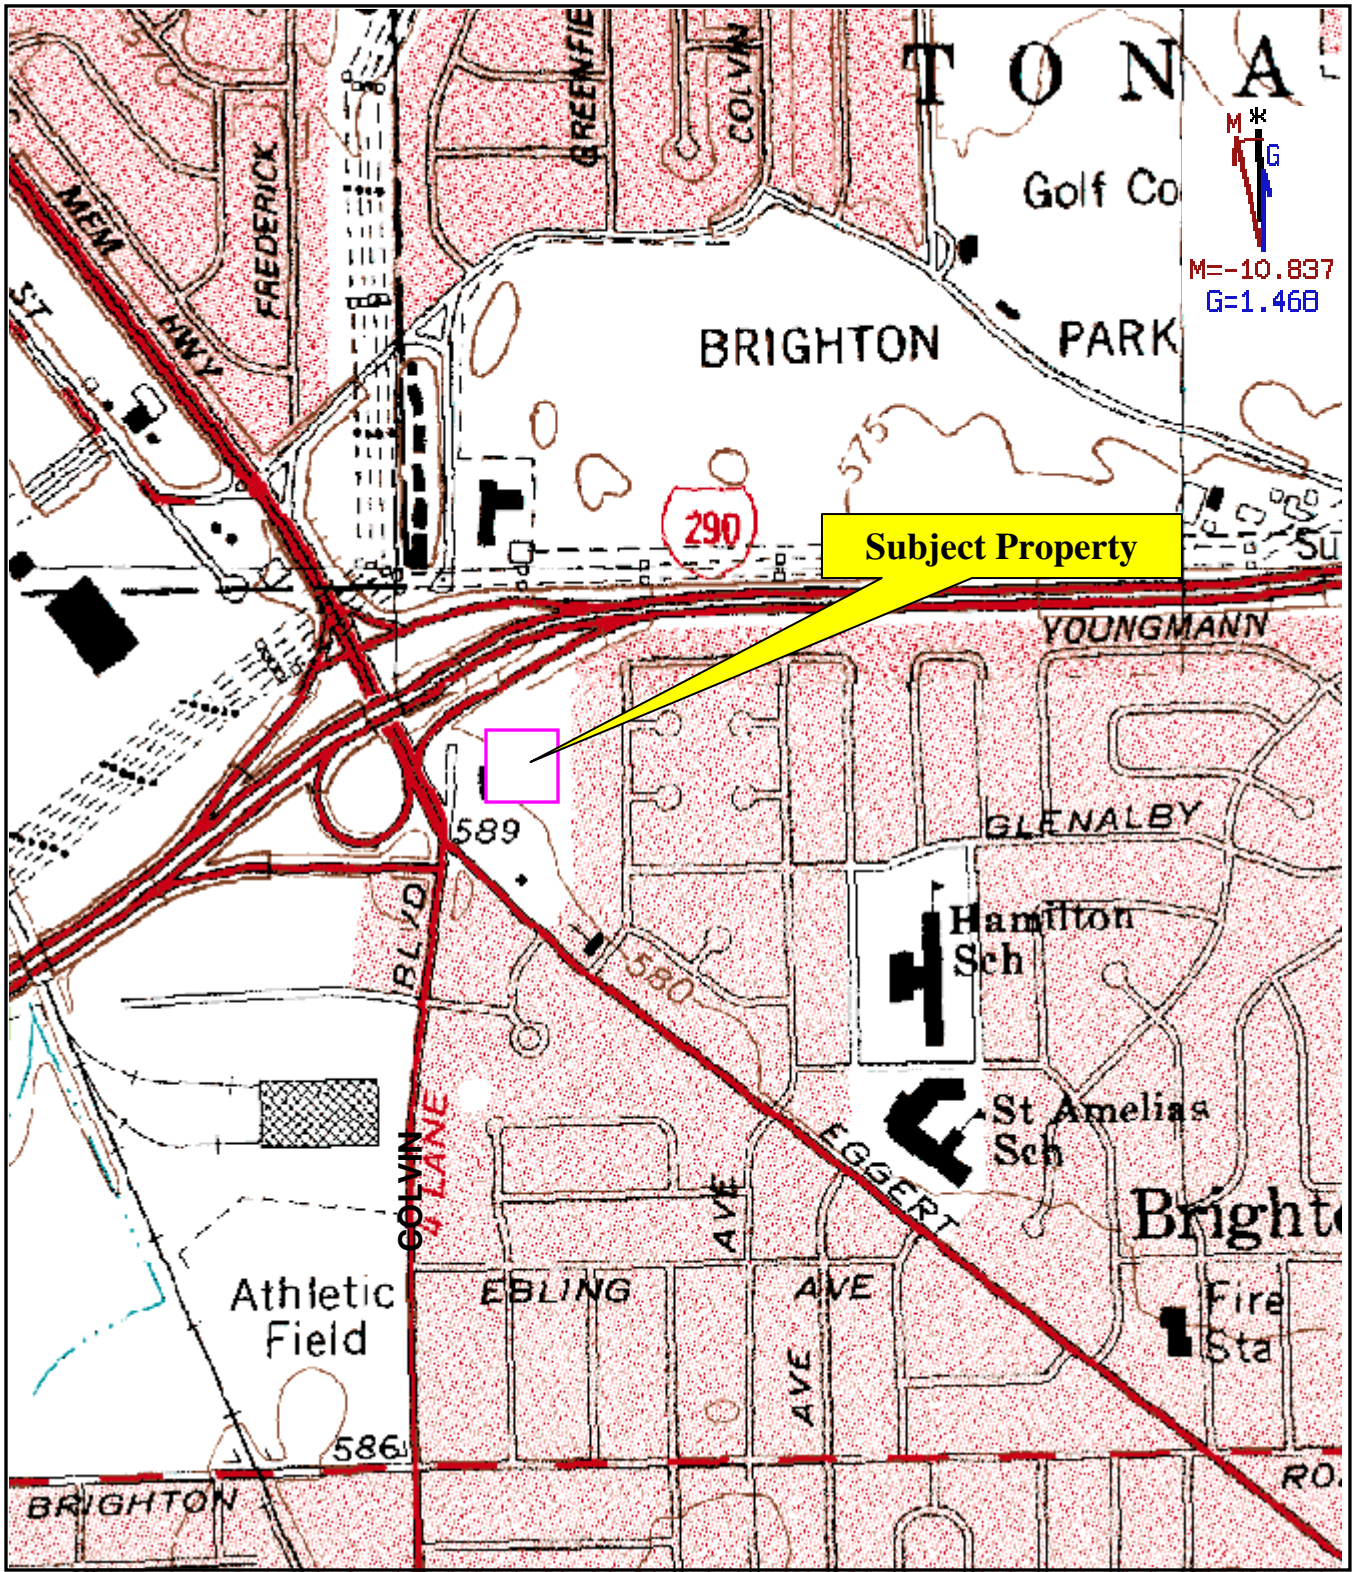 T O N A
GREENFIE
COLVIN
M
G
Golf Co
FREDERICK
MEM
HWY
M=-10.837
G=1.468
ST
BRIGHTON PARK
575
290
Subject Property
Su
YOUNGMANN
GLENALBY
589
BLVD
Hamilton
Sch
580
4 LANE
COLVIN
St Amelias
Sch
EGGERT
AVE
Brighto
EBLING AVE
Athletic
Field
Fire
Sta
AVE
586
BRIGHTON
RO